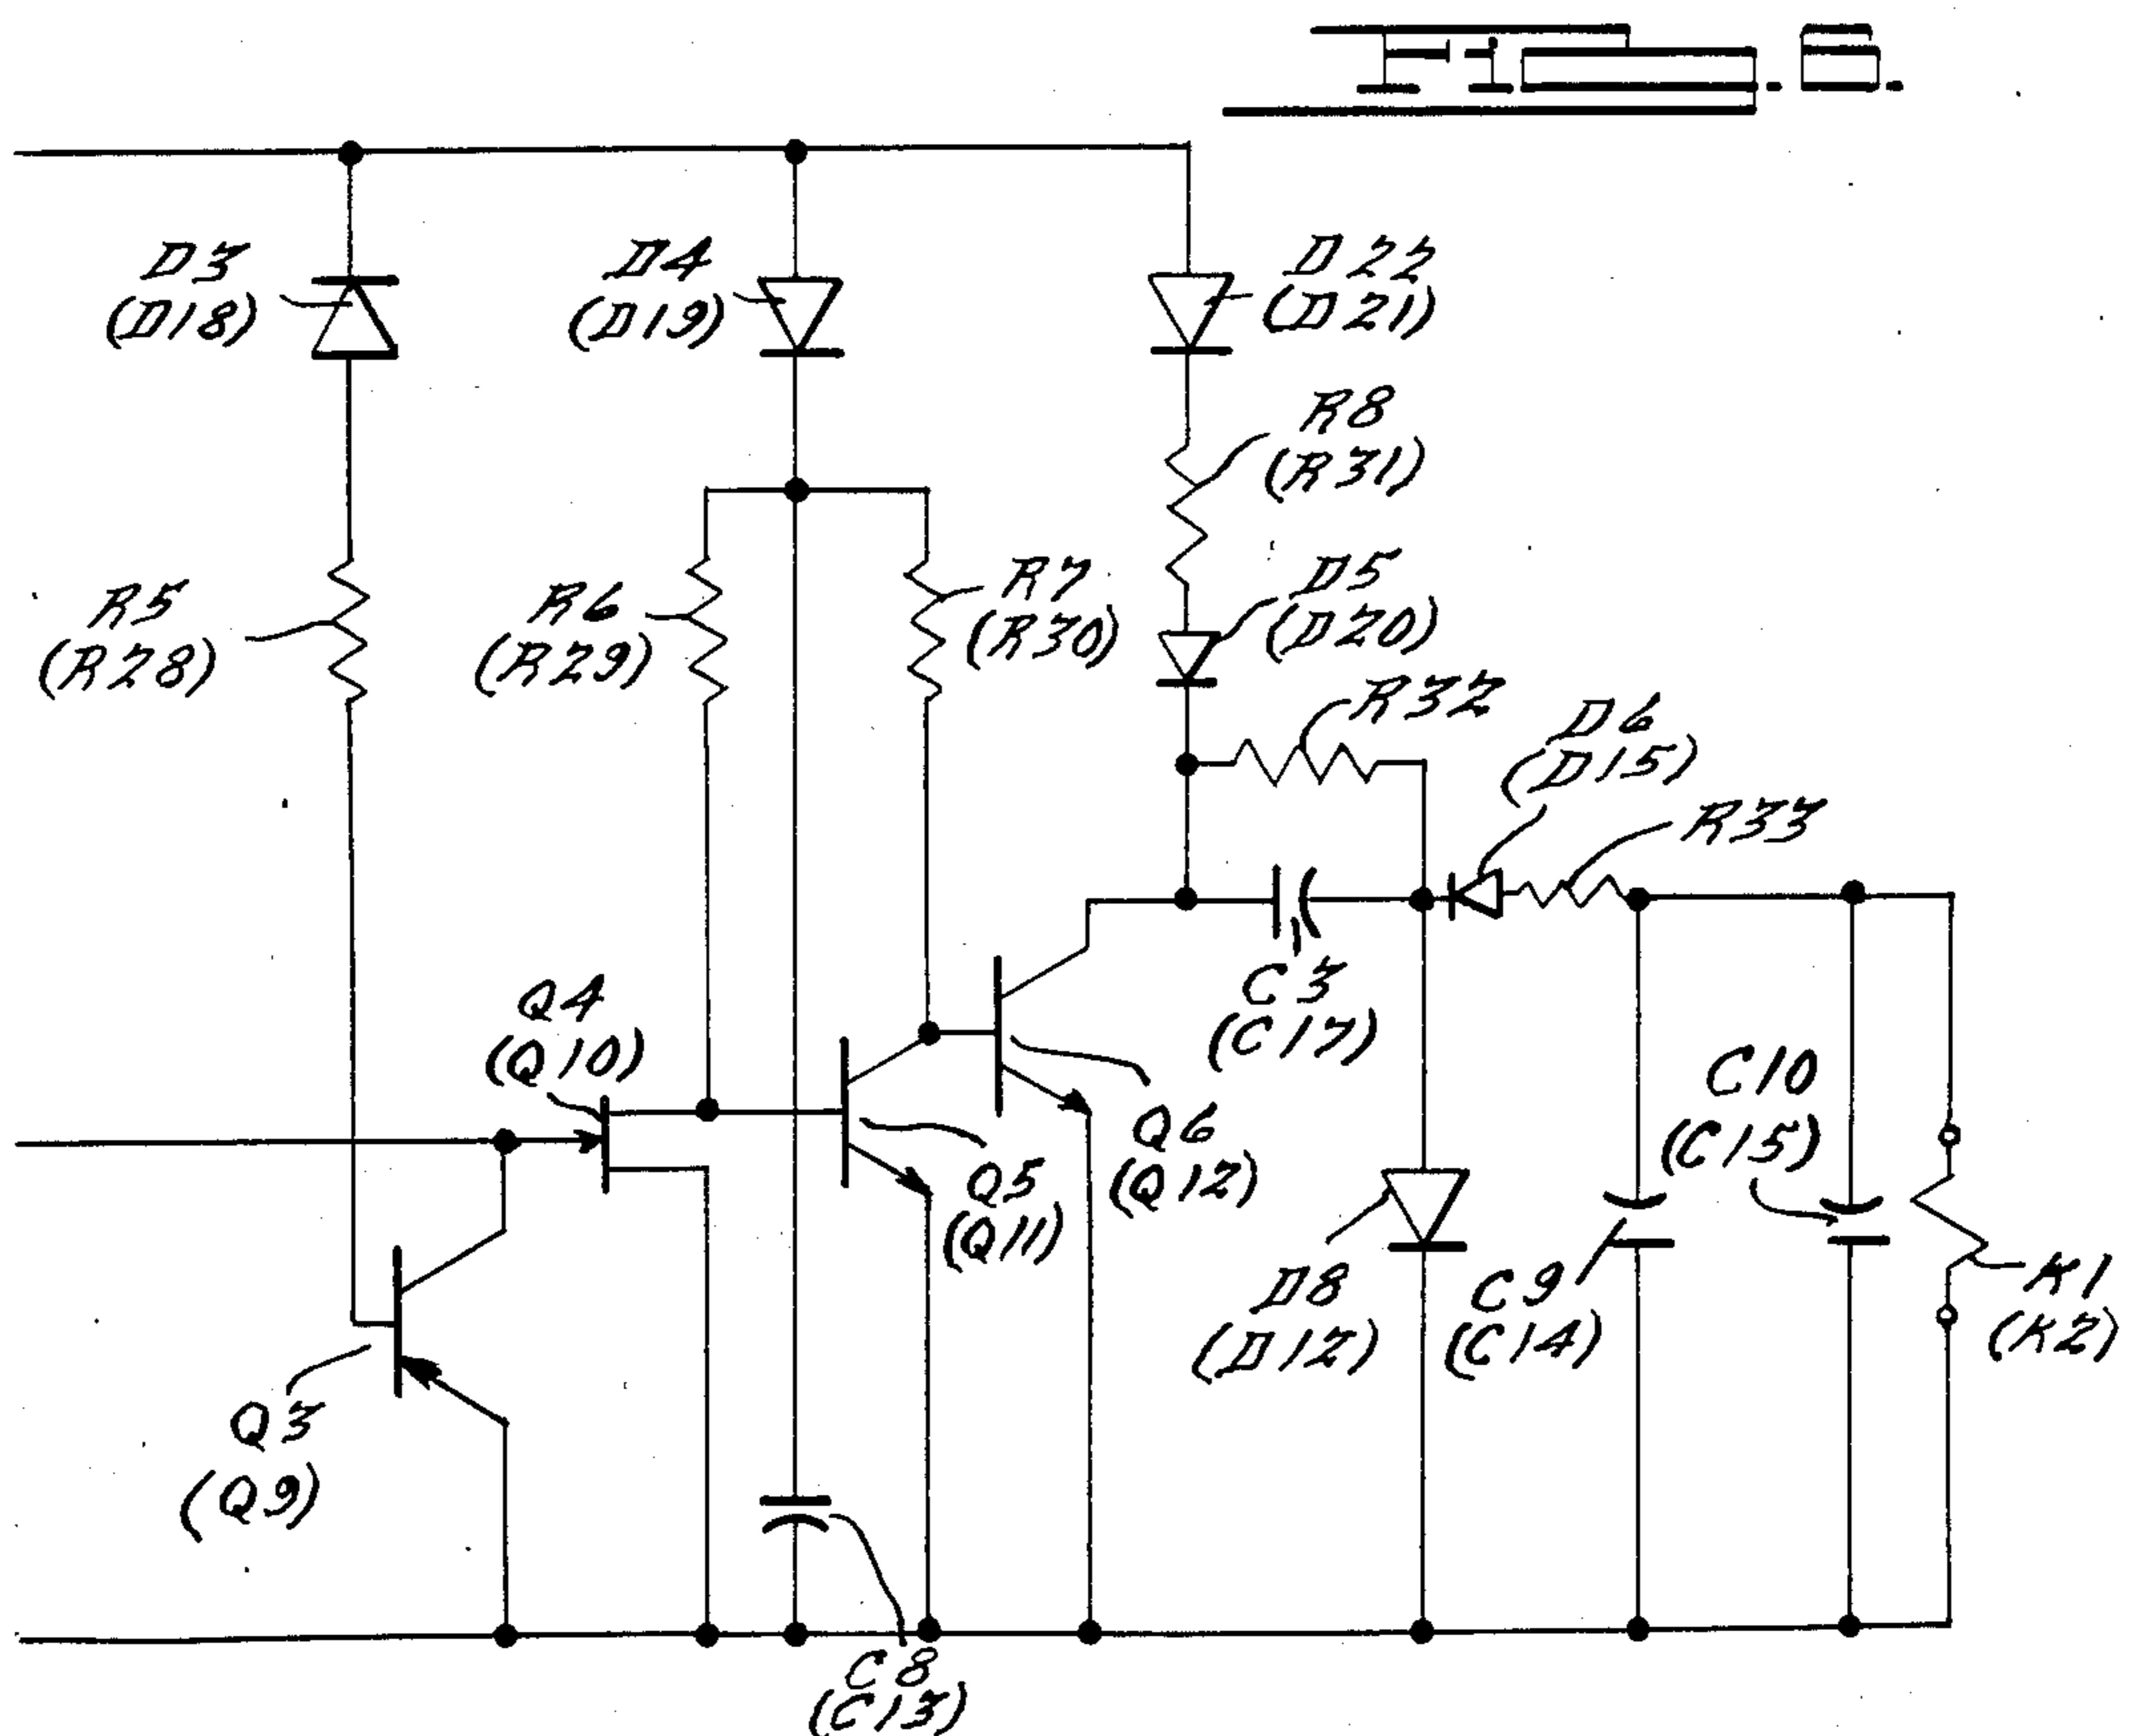 Fig. 8.
D3
(D18)
D4
(D19)
D22
(D21)
R8
(R31)
R5
(R28)
R6
(R29)
R7
(R30)
D5
(D20)
R32
D6
(D15)
R33
Q4
(Q10)
C3
(C17)
C10
(C15)
Q5
(Q11)
Q6
(Q12)
D8
(D12)
C9
(C14)
K1
(K2)
Q3
(Q9)
C8
(C13)